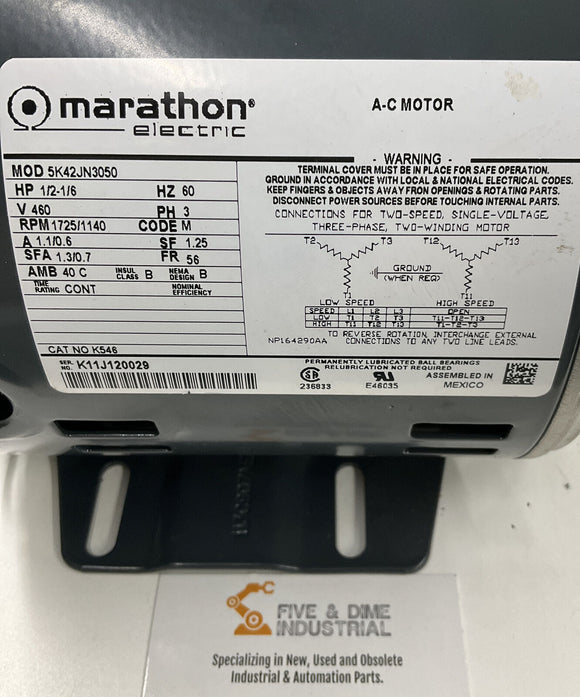 marathon®
electric
A-C MOTOR
MOD 5K42JN3050
HP 1/2-1/6 HZ 60
V 460 PH 3
RPM 1725/1140 CODE M
A 1.1/0.6 SF 1.25
SFA 1.3/0.7 FR 56
AMB 40 C INSUL CLASS B NEMA DESIGN B
TIME RATING CONT NOMINAL EFFICIENCY
CAT NO K546
SER. NO. K11J120029
- WARNING -
TERMINAL COVER MUST BE IN PLACE FOR SAFE OPERATION.
GROUND IN ACCORDANCE WITH LOCAL & NATIONAL ELECTRICAL CODES.
KEEP FINGERS & OBJECTS AWAY FROM OPENINGS & ROTATING PARTS.
DISCONNECT POWER SOURCES BEFORE TOUCHING INTERNAL PARTS.
CONNECTIONS FOR TWO-SPEED, SINGLE-VOLTAGE,
THREE-PHASE, TWO-WINDING MOTOR
T2 T3 T12 T13
GROUND
(WHEN REQ)
T1 T11
LOW SPEED HIGH SPEED
SPEED L1 L2 L3 OPEN
LOW T1 T2 T3 T11-T12-T13
HIGH T11 T12 T13 T1-T2-T3
TO REVERSE ROTATION, INTERCHANGE EXTERNAL
NP164290AA CONNECTIONS TO ANY TWO LINE LEADS.
PERMANENTLY LUBRICATED BALL BEARINGS
RELUBRICATION NOT REQUIRED
236833 E46035 ASSEMBLED IN
MEXICO
FIVE & DIME
INDUSTRIAL
Specializing in New, Used and Obsolete
Industrial & Automation Parts